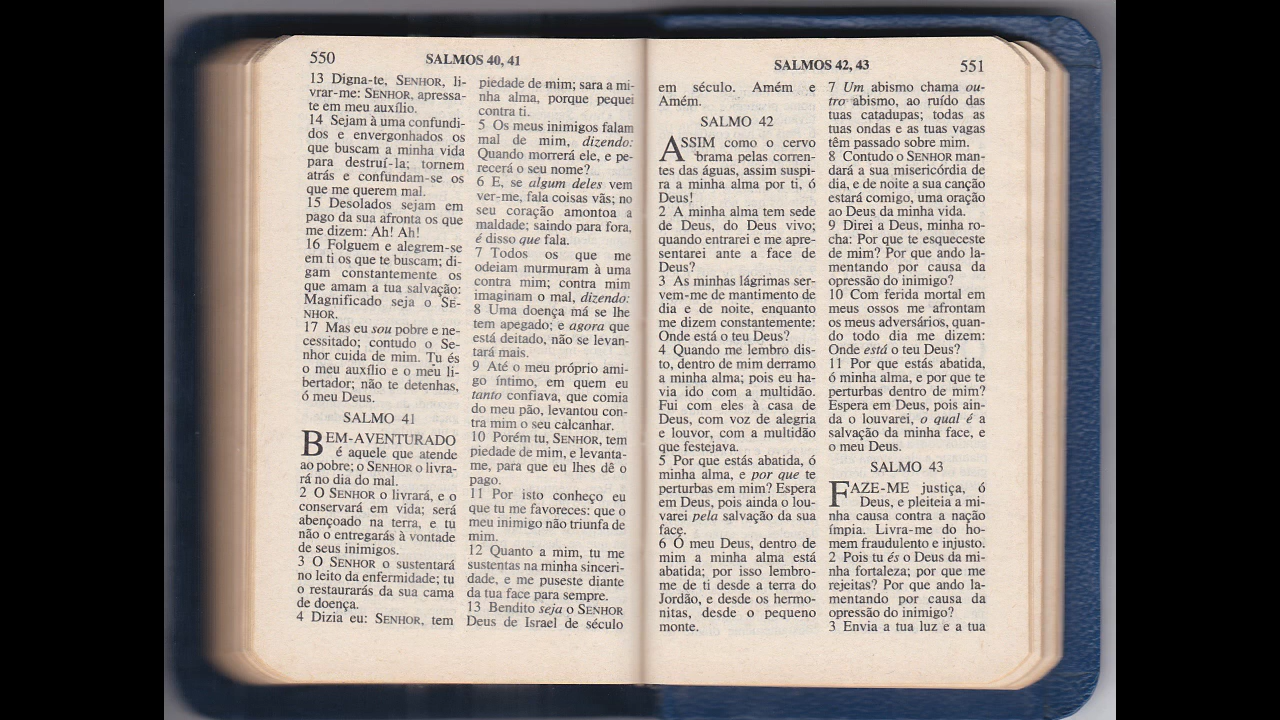 550
SALMOS 40, 41
13 Digna-te, SENHOR, li-
vrar-me: SENHOR, apressa-
te em meu auxílio.
14 Sejam à uma confundi-
dos e envergonhados os
que buscam a minha vida
para destruí-la; tornem
atrás e confundam-se os
que me querem mal.
15 Desolados sejam em
pago da sua afronta os que
me dizem: Ah! Ah!
16 Folguem e alegrem-se
em ti os que te buscam; di-
gam constantemente os
que amam a tua salvação:
Magnificado seja o SE-
NHOR.
17 Mas eu sou pobre e ne-
cessitado; contudo o Se-
nhor cuida de mim. Tu és
o meu auxílio e o meu li-
bertador; não te detenhas,
ó meu Deus.
SALMO 41
BEM-AVENTURADO
é aquele que atende
ao pobre; o SENHOR o livra-
rá no dia do mal.
2 O SENHOR o livrará, e o
conservará em vida; será
abençoado na terra, e tu
não o entregarás à vontade
de seus inimigos.
3 O SENHOR o sustentará
no leito da enfermidade; tu
o restaurarás da sua cama
de doença.
4 Dizia eu: SENHOR, tem
piedade de mim; sara a mi-
nha alma, porque pequei
contra ti.
5 Os meus inimigos falam
mal de mim, dizendo:
Quando morrerá ele, e pe-
recerá o seu nome?
6 E, se algum deles vem
ver-me, fala coisas vãs; no
seu coração amontoa a
maldade; saindo para fora,
é disso que fala.
7 Todos os que me
odeiam murmuram à uma
contra mim; contra mim
imaginam o mal, dizendo:
8 Uma doença má se lhe
tem apegado; e agora que
está deitado, não se levan-
tará mais.
9 Até o meu próprio ami-
go íntimo, em quem eu
tanto confiava, que comia
do meu pão, levantou con-
tra mim o seu calcanhar.
10 Porém tu, SENHOR, tem
piedade de mim, e levanta-
me, para que eu lhes dê o
pago.
11 Por isto conheço eu
que tu me favoreces: que o
meu inimigo não triunfa de
mim.
12 Quanto a mim, tu me
sustentas na minha sinceri-
dade, e me puseste diante
da tua face para sempre.
13 Bendito seja o SENHOR
Deus de Israel de século
SALMOS 42, 43
551
em século. Amém e
Amém.
SALMO 42
ASSIM como o cervo
brama pelas corren-
tes das águas, assim suspi-
ra a minha alma por ti, ó
Deus!
2 A minha alma tem sede
de Deus, do Deus vivo;
quando entrarei e me apre-
sentarei ante a face de
Deus?
3 As minhas lágrimas ser-
vem-me de mantimento de
dia e de noite, enquanto
me dizem constantemente:
Onde está o teu Deus?
4 Quando me lembro dis-
to, dentro de mim derramo
a minha alma; pois eu ha-
via ido com a multidão.
Fui com eles à casa de
Deus, com voz de alegria
e louvor, com a multidão
que festejava.
5 Por que estás abatida, ó
minha alma, e por que te
perturbas em mim? Espera
em Deus, pois ainda o lou-
varei pela salvação da sua
face.
6 Ó meu Deus, dentro de
mim a minha alma está
abatida; por isso lembro-
me de ti desde a terra do
Jordão, e desde os hermo-
nitas, desde o pequeno
monte.
7 Um abismo chama ou-
tro abismo, ao ruído das
tuas catadupas; todas as
tuas ondas e as tuas vagas
têm passado sobre mim.
8 Contudo o SENHOR man-
dará a sua misericórdia de
dia, e de noite a sua canção
estará comigo, uma oração
ao Deus da minha vida.
9 Direi a Deus, minha ro-
cha: Por que te esqueceste
de mim? Por que ando la-
mentando por causa da
opressão do inimigo?
10 Com ferida mortal em
meus ossos me afrontam
os meus adversários, quan-
do todo dia me dizem:
Onde está o teu Deus?
11 Por que estás abatida,
ó minha alma, e por que te
perturbas dentro de mim?
Espera em Deus, pois ain-
da o louvarei, o qual é a
salvação da minha face, e
o meu Deus.
SALMO 43
FAZE-ME justiça, ó
Deus, e pleiteia a mi-
nha causa contra a nação
ímpia. Livra-me do ho-
mem fraudulento e injusto.
2 Pois tu és o Deus da mi-
nha fortaleza; por que me
rejeitas? Por que ando la-
mentando por causa da
opressão do inimigo?
3 Envia a tua luz e a tua